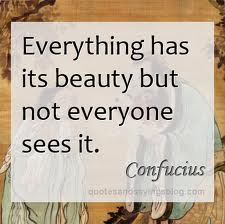 Everything has
its beauty but
not everyone
sees it.
Confucius
quotesandsayingsblog.com